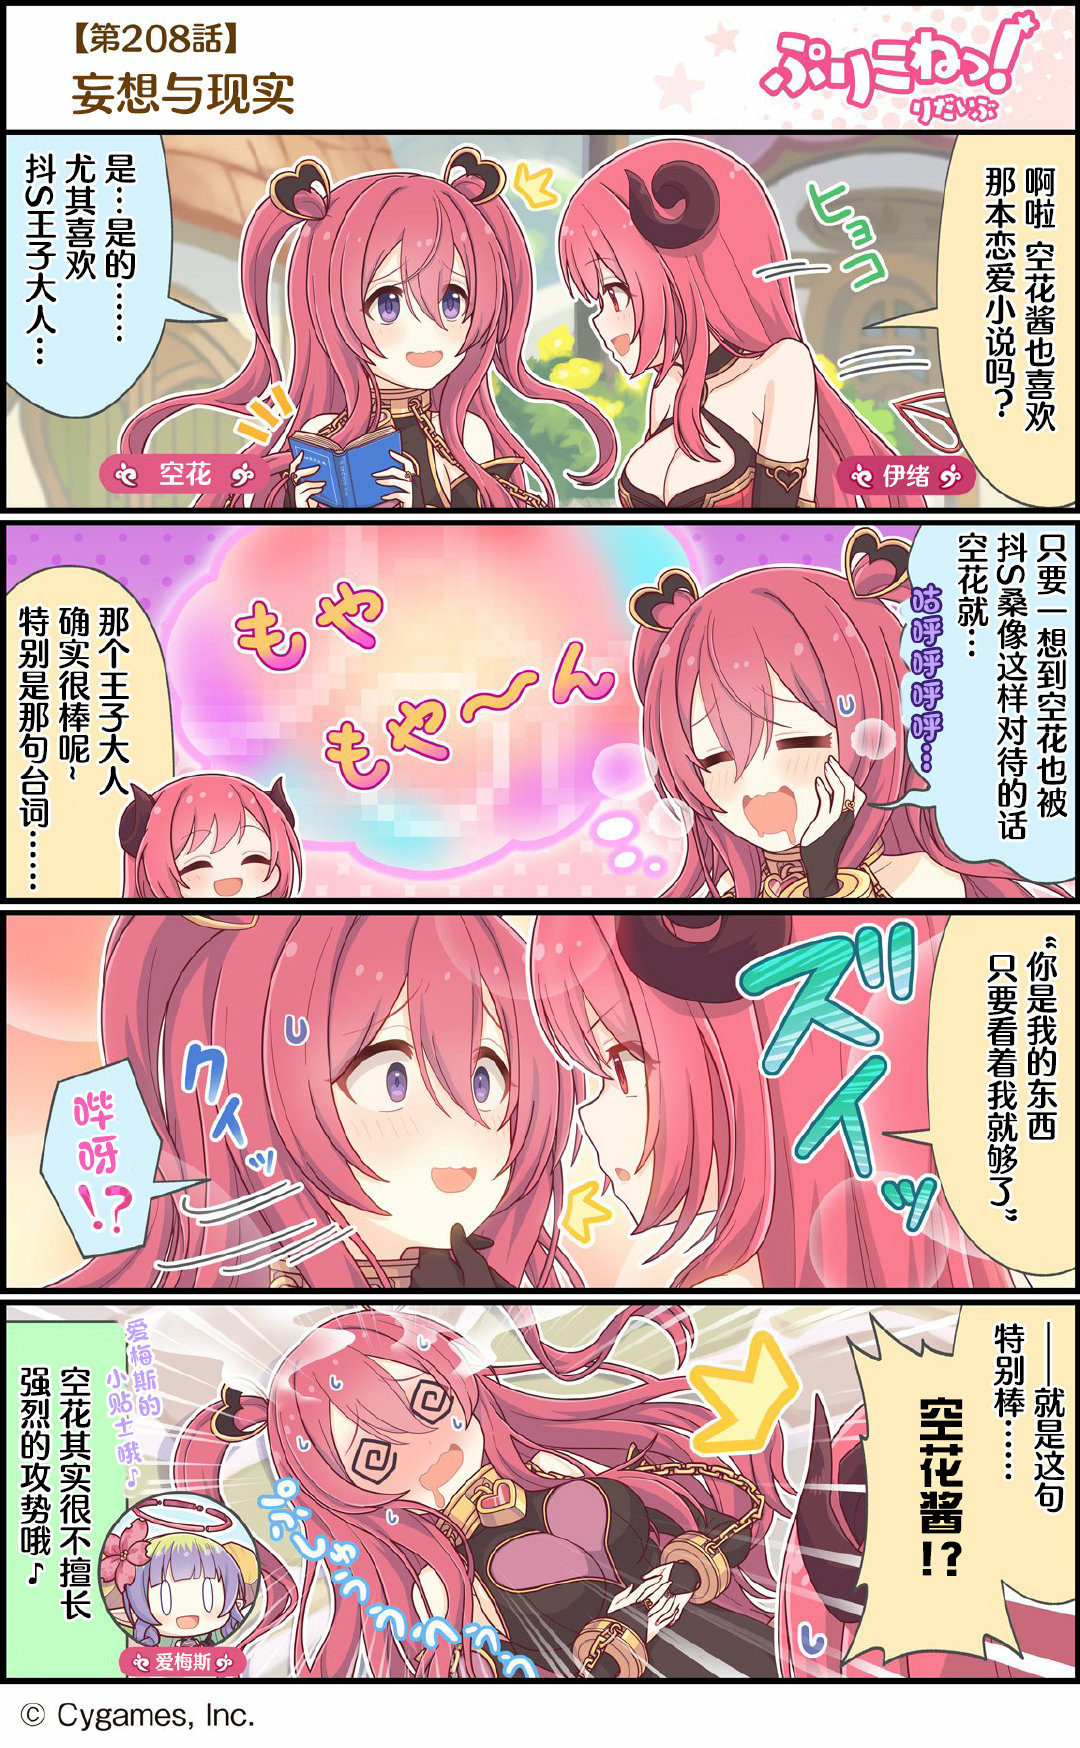 【第208話】
妄想与现实
ぷりこねっ!
りだいぶ
啊啦 空花酱也喜欢
那本恋爱小说吗?
ヒョコ
是…是的……
尤其喜欢
抖S王子大人…
空花
伊绪
只要一想到空花也被
抖S桑像这样对待的话
空花就…
咕呼呼呼呼…
もや
もや〜ん
那个王子大人
确实很棒呢~
特别是那句台词……
“你是我的东西
只要看着我就够了”
ズイッ
クイッ
哔呀!?
——就是这句
特别棒……
空花酱!?
ぷしゅうううぅぅ
爱梅斯的
小贴士哦♪
空花其实很不擅长
强烈的攻势哦♪
爱梅斯
© Cygames, Inc.